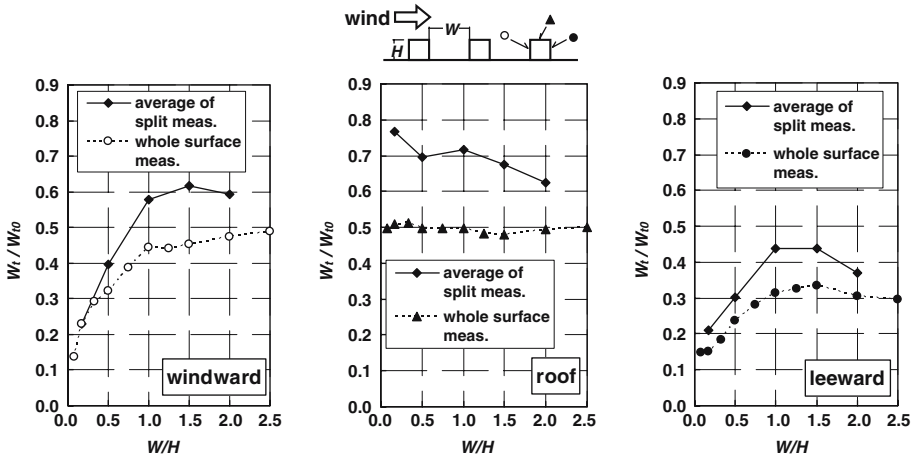 wind
W
H
0.9
0.8
0.7
0.6
0.5
0.4
0.3
0.2
0.1
0.0
Wt / Wt0
average of
split meas.
whole surface
meas.
windward
0.0 0.5 1.0 1.5 2.0 2.5
W/H
0.9
0.8
0.7
0.6
0.5
0.4
0.3
0.2
0.1
0.0
Wt / Wt0
average of
split meas.
whole surface
meas.
roof
0.0 0.5 1.0 1.5 2.0 2.5
W/H
0.9
0.8
0.7
0.6
0.5
0.4
0.3
0.2
0.1
0.0
Wt / Wt0
average of
split meas.
whole surface
meas.
leeward
0.0 0.5 1.0 1.5 2.0 2.5
W/H